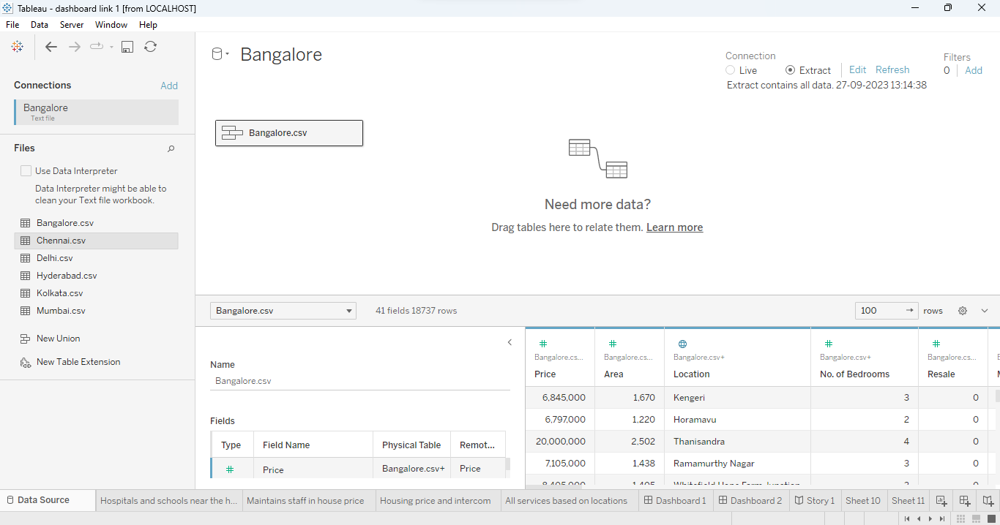 Tableau - dashboard link 1 [from LOCALHOST]
File Data Server Window Help
Connections Add
Bangalore
Text file
Files
Use Data Interpreter
Data Interpreter might be able to
clean your Text file workbook.
Bangalore.csv
Chennai.csv
Delhi.csv
Hyderabad.csv
Kolkata.csv
Mumbai.csv
New Union
New Table Extension
Bangalore
Connection
Live Extract Edit Refresh
Extract contains all data. 27-09-2023 13:14:38
Filters
0 Add
Bangalore.csv
Need more data?
Drag tables here to relate them. Learn more
Bangalore.csv 41 fields 18737 rows 100 rows
Name
Bangalore.csv
Fields
Type Field Name Physical Table Remot...
Price Bangalore.csv+ Price
Bangalore.cs... Bangalore.cs... Bangalore.csv+ Bangalore.csv+ Bangalore.cs...
Price Area Location No. of Bedrooms Resale
6,845,000 1,670 Kengeri 3 0
6,797,000 1,220 Horamavu 2 0
20,000,000 2,502 Thanisandra 4 0
7,105,000 1,438 Ramamurthy Nagar 3 0
Data Source Hospitals and schools near the h... Maintains staff in house price Housing price and intercom All services based on locations Dashboard 1 Dashboard 2 Story 1 Sheet 10 Sheet 11